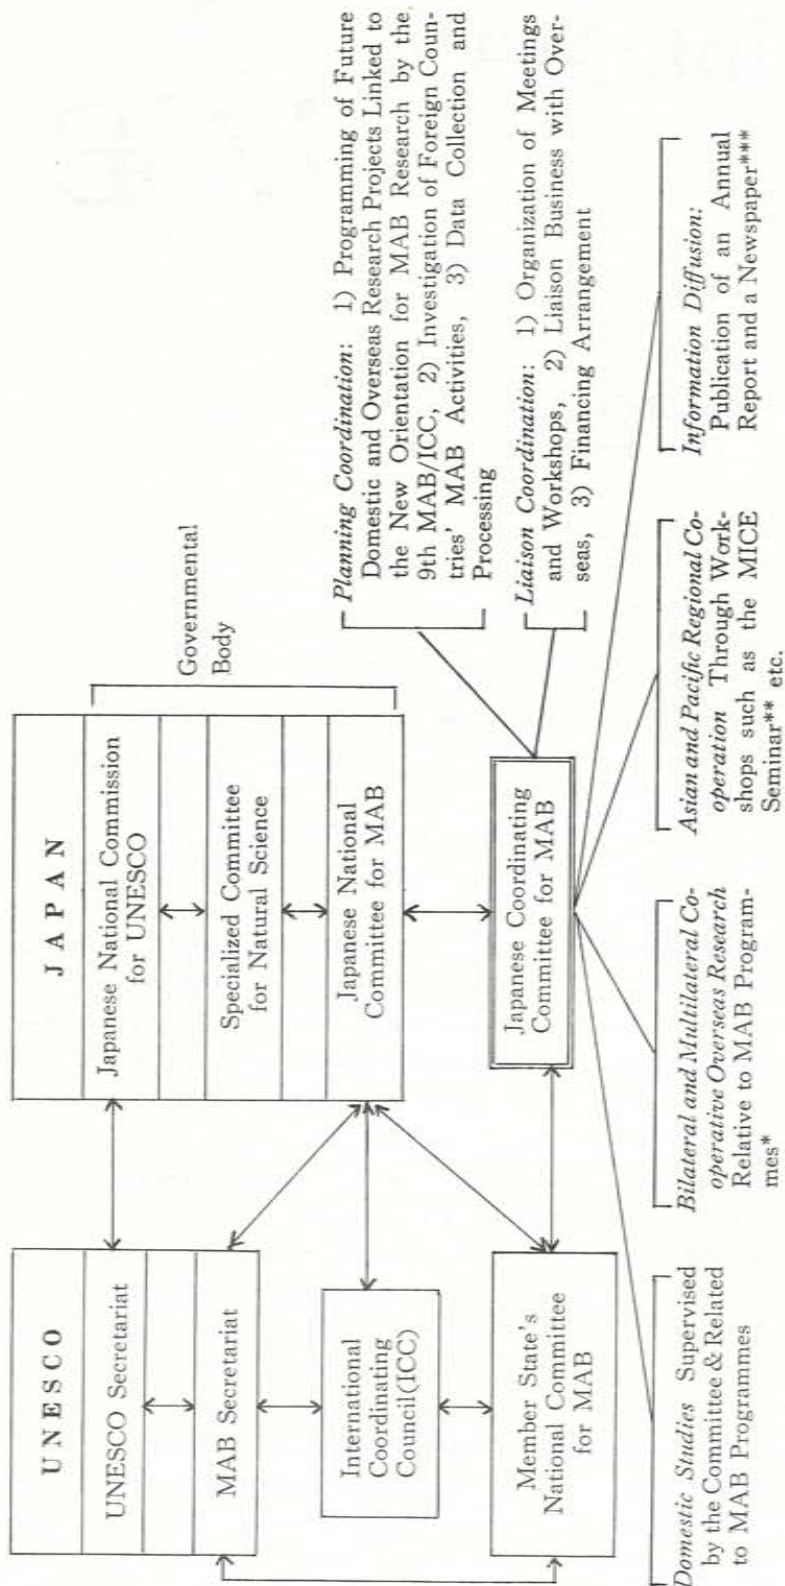 UNESCO
UNESCO Secretariat
MAB Secretariat
International
Coordinating
Council(ICC)
Member State's
National Committee
for MAB
JAPAN
Japanese National Commission
for UNESCO
Specialized Committee
for Natural Science
Japanese National
Committee for MAB
Governmental
Body
Japanese Coordinating
Committee for MAB
Planning Coordination: 1) Programming of Future
Domestic and Overseas Research Projects Linked to
the New Orientation for MAB Research by the
9th MAB/ICC, 2) Investigation of Foreign Coun-
tries' MAB Activities, 3) Data Collection and
Processing
Liaison Coordination: 1) Organization of Meetings
and Workshops, 2) Liaison Business with Over-
seas, 3) Financing Arrangement
Domestic Studies Supervised
by the Committee & Related
to MAB Programmes
Bilateral and Multilateral Co-
operative Overseas Research
Relative to MAB Program-
mes*
Asian and Pacific Regional Co-
operation Through Work-
shops such as the MICE
Seminar** etc.
Information Diffusion:
Publication of an Annual
Report and a Newspaper***